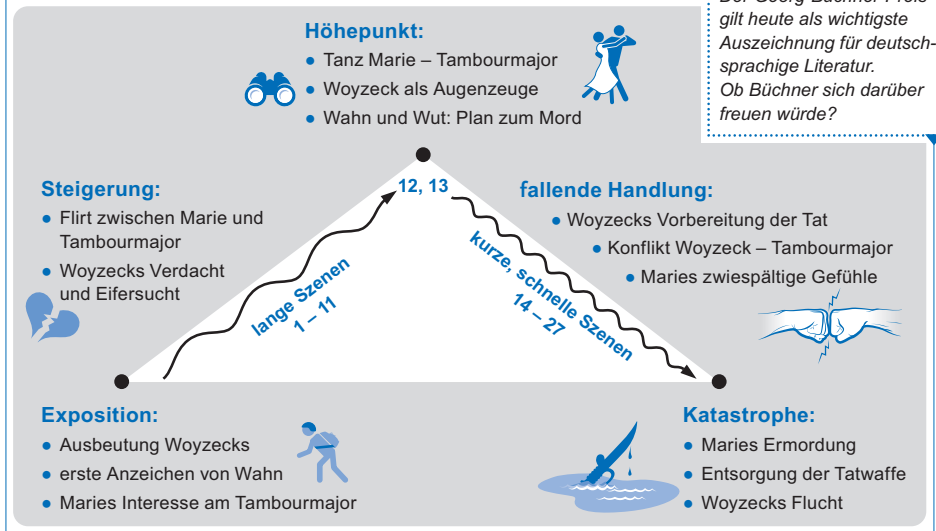 Der Georg-Büchner-Preis
gilt heute als wichtigste
Auszeichnung für deutsch-
sprachige Literatur.
Ob Büchner sich darüber
freuen würde?
Höhepunkt:
• Tanz Marie – Tambourmajor
• Woyzeck als Augenzeuge
• Wahn und Wut: Plan zum Mord
Steigerung:
• Flirt zwischen Marie und
Tambourmajor
• Woyzecks Verdacht
und Eifersucht
12, 13
lange Szenen
1 – 11
kurze, schnelle Szenen
14 – 27
fallende Handlung:
• Woyzecks Vorbereitung der Tat
• Konflikt Woyzeck – Tambourmajor
• Maries zwiespältige Gefühle
Exposition:
• Ausbeutung Woyzecks
• erste Anzeichen von Wahn
• Maries Interesse am Tambourmajor
Katastrophe:
• Maries Ermordung
• Entsorgung der Tatwaffe
• Woyzecks Flucht